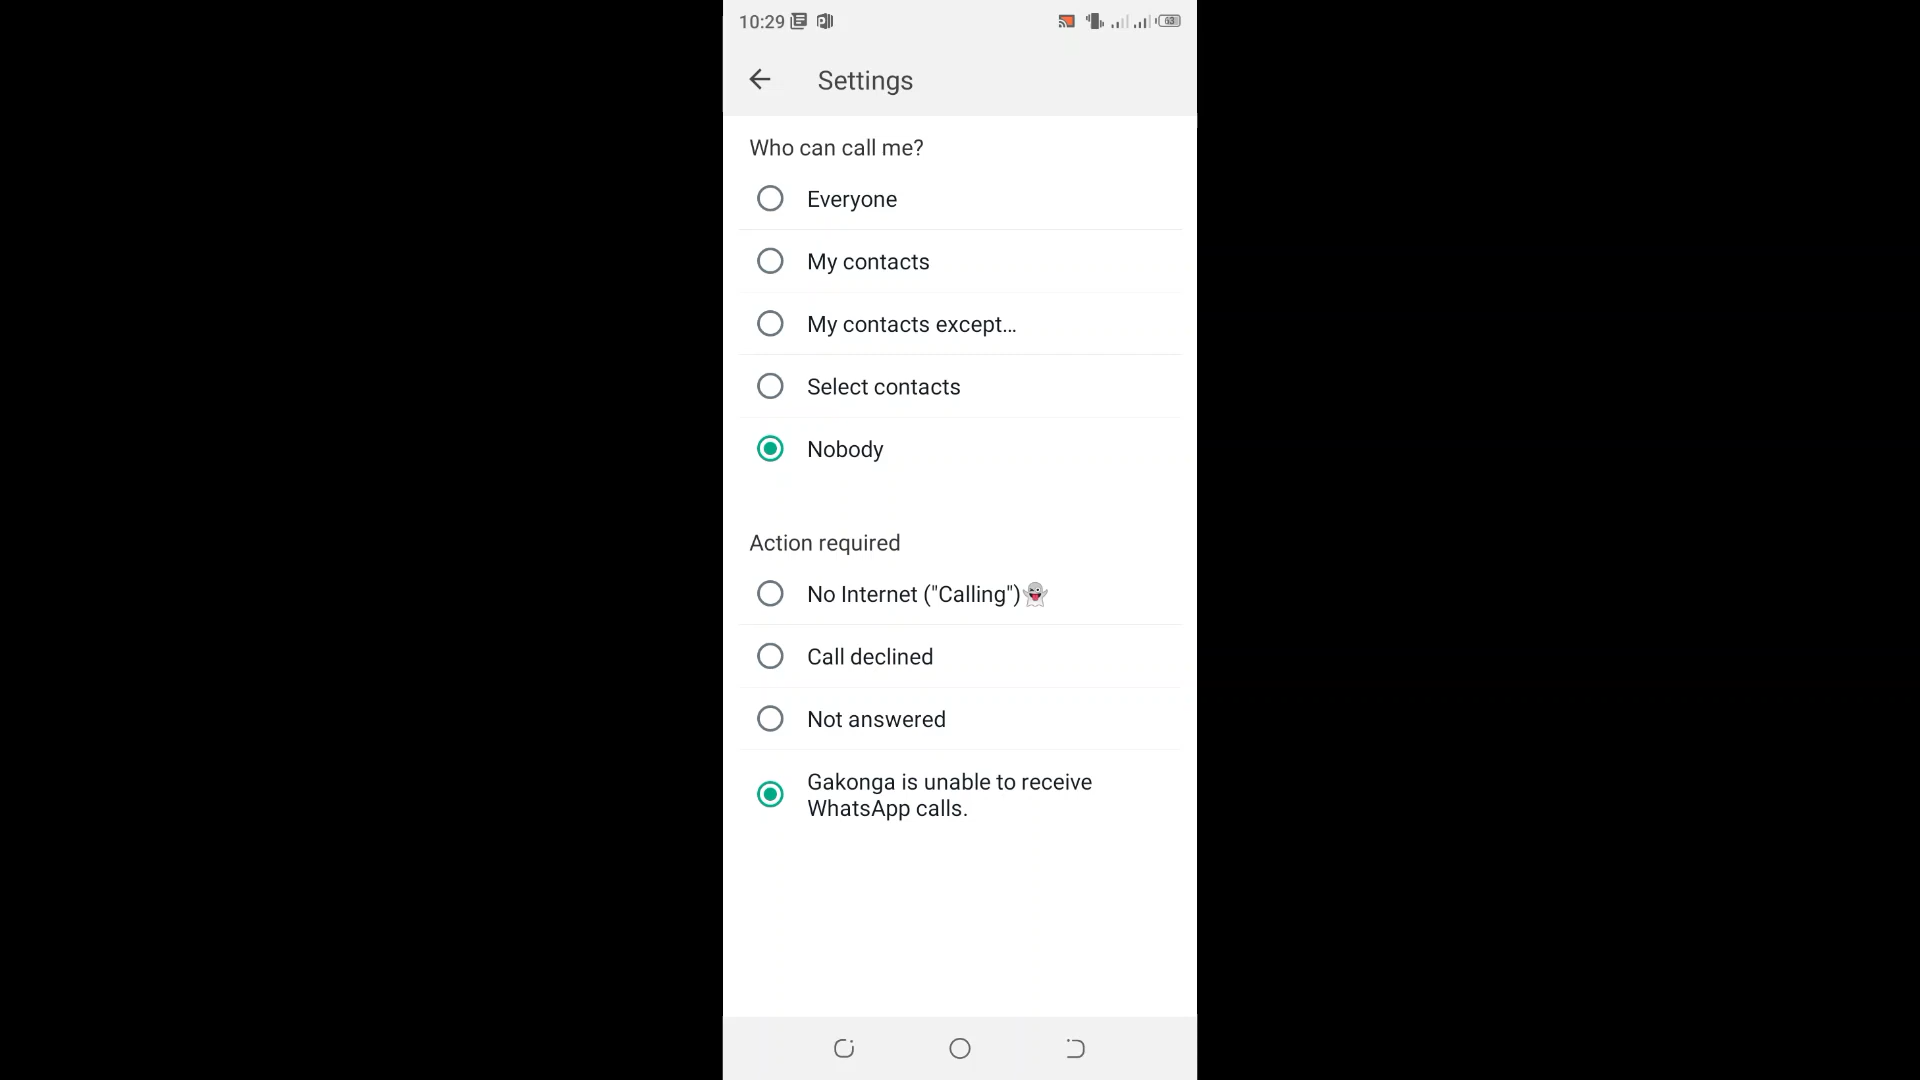 10:29
63
Settings
Who can call me?
Everyone
My contacts
My contacts except...
Select contacts
Nobody
Action required
No Internet ("Calling")👻
Call declined
Not answered
Gakonga is unable to receive
WhatsApp calls.